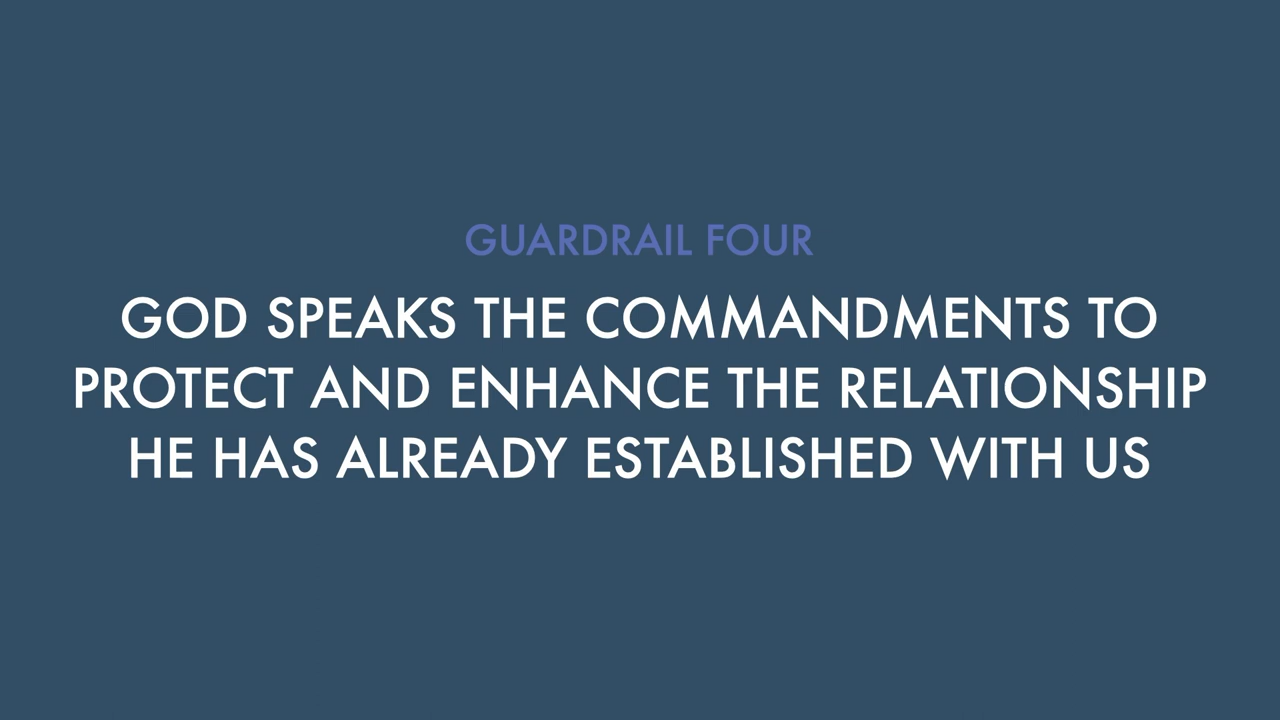 GUARDRAIL FOUR
GOD SPEAKS THE COMMANDMENTS TO
PROTECT AND ENHANCE THE RELATIONSHIP
HE HAS ALREADY ESTABLISHED WITH US